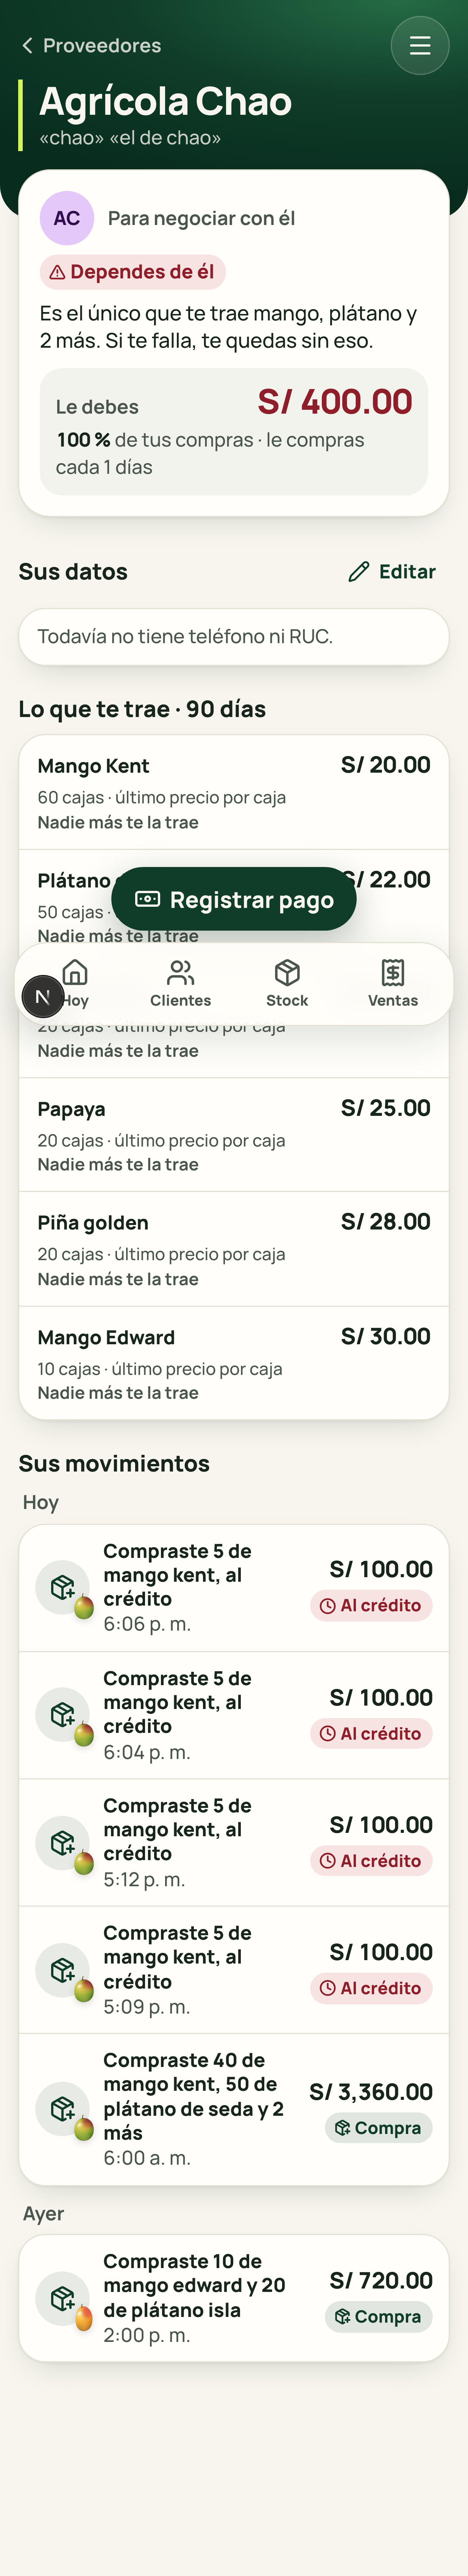 Proveedores
Agrícola Chao
«chao» «el de chao»
AC
Para negociar con él
Dependes de él
Es el único que te trae mango, plátano y
2 más. Si te falla, te quedas sin eso.
Le debes
S/ 400.00
100 % de tus compras · le compras
cada 1 días
Sus datos
Editar
Todavía no tiene teléfono ni RUC.
Lo que te trae · 90 días
Mango Kent
S/ 20.00
60 cajas · último precio por caja
Nadie más te la trae
Plátano
S/ 22.00
50 cajas ·
Nadie más te la trae
Registrar pago
Hoy
Clientes
Stock
Ventas
N
20 cajas · último precio por caja
Nadie más te la trae
Papaya
S/ 25.00
20 cajas · último precio por caja
Nadie más te la trae
Piña golden
S/ 28.00
20 cajas · último precio por caja
Nadie más te la trae
Mango Edward
S/ 30.00
10 cajas · último precio por caja
Nadie más te la trae
Sus movimientos
Hoy
Compraste 5 de
mango kent, al
crédito
6:06 p. m.
S/ 100.00
Al crédito
Compraste 5 de
mango kent, al
crédito
6:04 p. m.
S/ 100.00
Al crédito
Compraste 5 de
mango kent, al
crédito
5:12 p. m.
S/ 100.00
Al crédito
Compraste 5 de
mango kent, al
crédito
5:09 p. m.
S/ 100.00
Al crédito
Compraste 40 de
mango kent, 50 de
plátano de seda y 2
más
6:00 a. m.
S/ 3,360.00
Compra
Ayer
Compraste 10 de
mango edward y 20
de plátano isla
2:00 p. m.
S/ 720.00
Compra